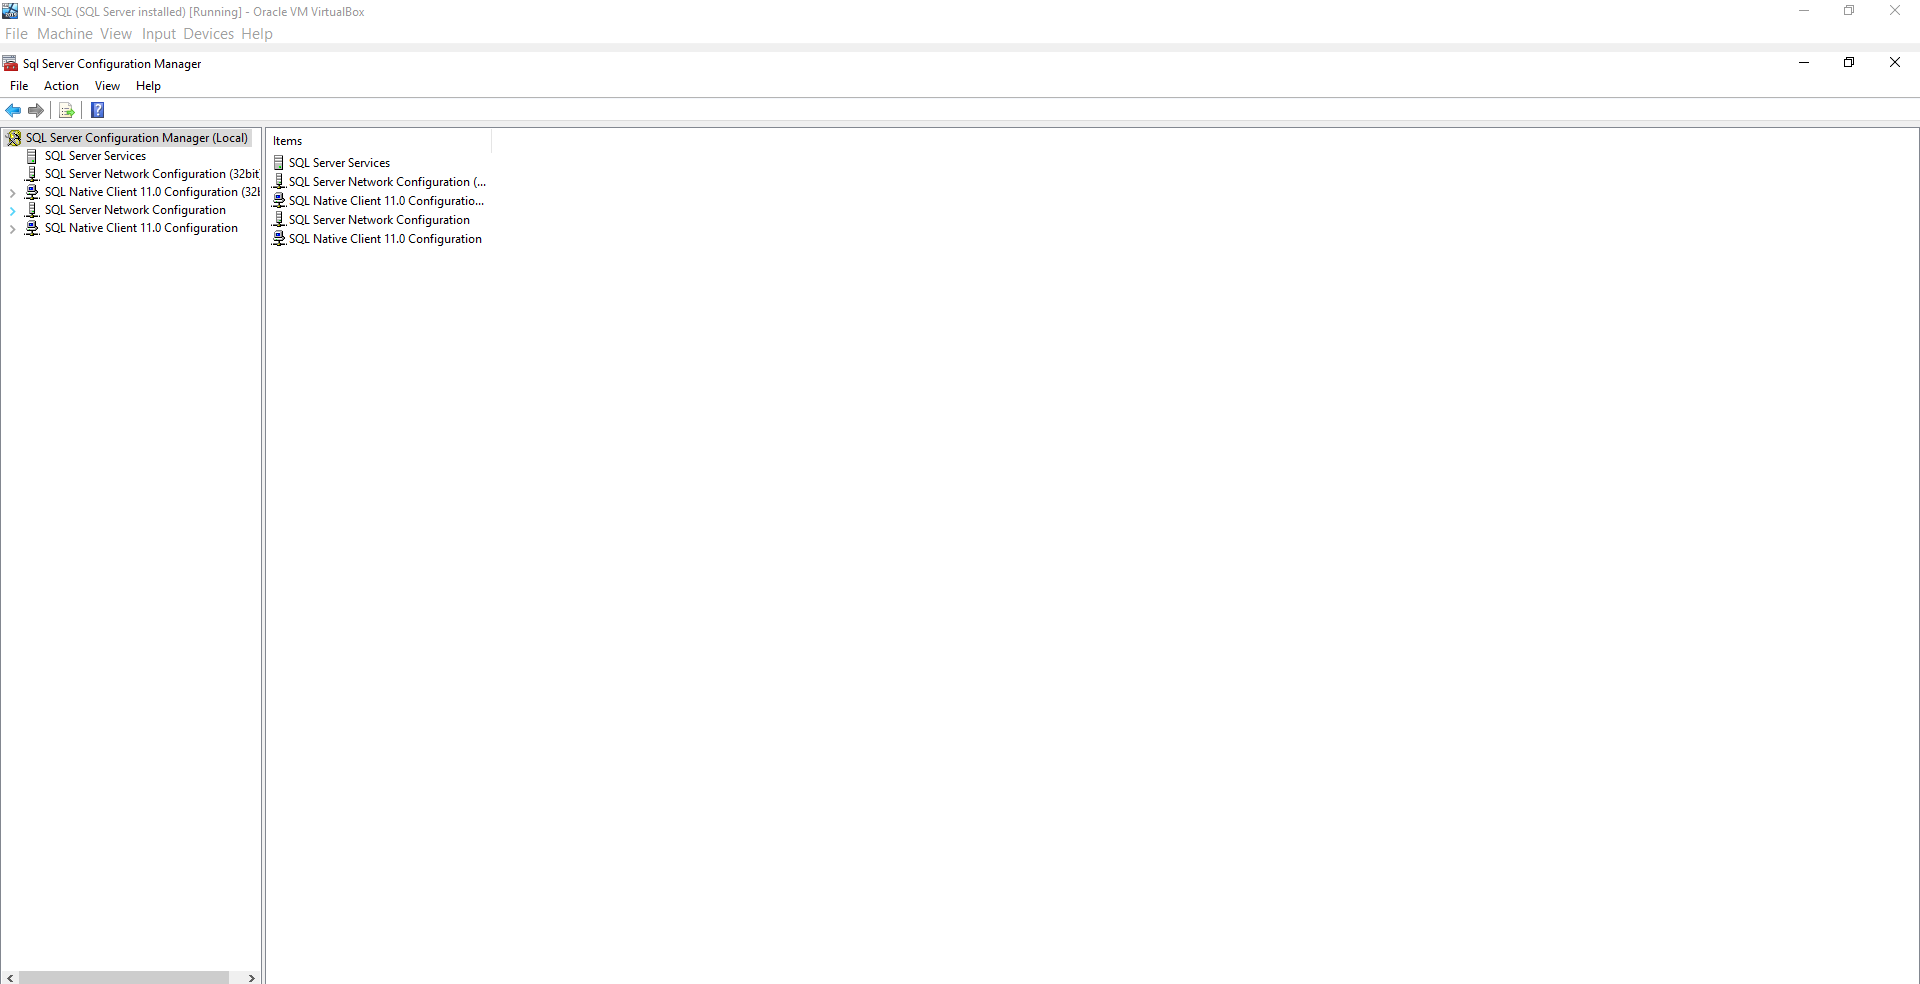 WIN-SQL (SQL Server installed) [Running] - Oracle VM VirtualBox
File Machine View Input Devices Help
Sql Server Configuration Manager
File Action View Help
SQL Server Configuration Manager (Local)
SQL Server Services
SQL Server Network Configuration (32bit
SQL Native Client 11.0 Configuration (32b
SQL Server Network Configuration
SQL Native Client 11.0 Configuration
Items
SQL Server Services
SQL Server Network Configuration (...
SQL Native Client 11.0 Configuratio...
SQL Server Network Configuration
SQL Native Client 11.0 Configuration